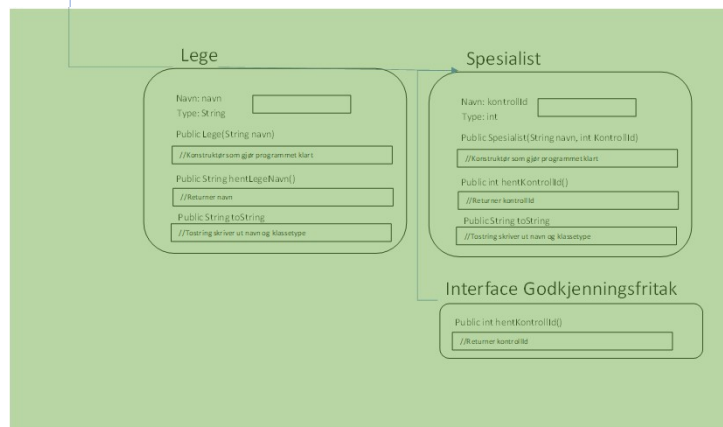 Lege
Navn: navn
Type: String
Public Lege(String navn)
//Konstruktør som gjør programmet klart
Public String hentLegeNavn()
//Returner navn
Public String toString
//Tostring skriver ut navn og klassetype
Spesialist
Navn: kontrollId
Type: int
Public Spesialist(String navn, int KontrollId)
//Konstruktør som gjør programmet klart
Public int hentKontrollId()
//Returner kontrollId
Public String toString
//Tostring skriver ut navn og klassetype
Interface Godkjenningsfritak
Public int hentKontrollId()
//Returner kontrollId